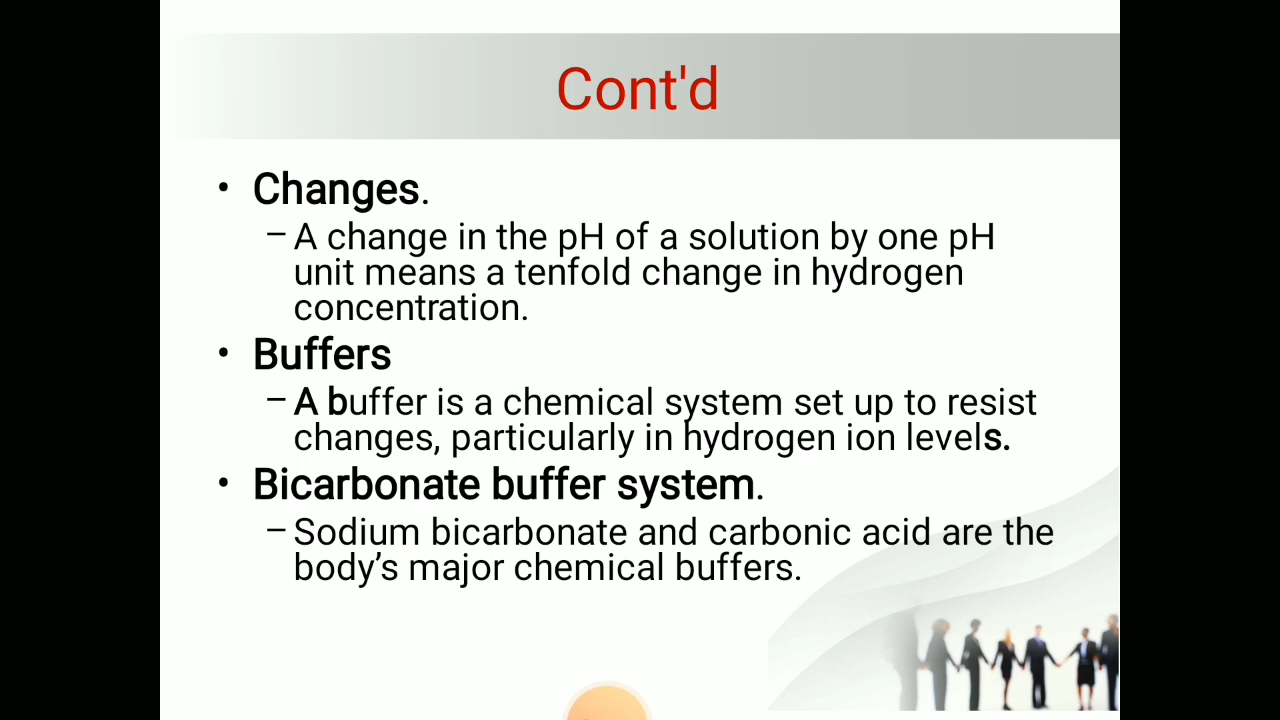 Cont'd
• Changes.
– A change in the pH of a solution by one pH
unit means a tenfold change in hydrogen
concentration.
• Buffers
– A buffer is a chemical system set up to resist
changes, particularly in hydrogen ion levels.
• Bicarbonate buffer system.
– Sodium bicarbonate and carbonic acid are the
body’s major chemical buffers.